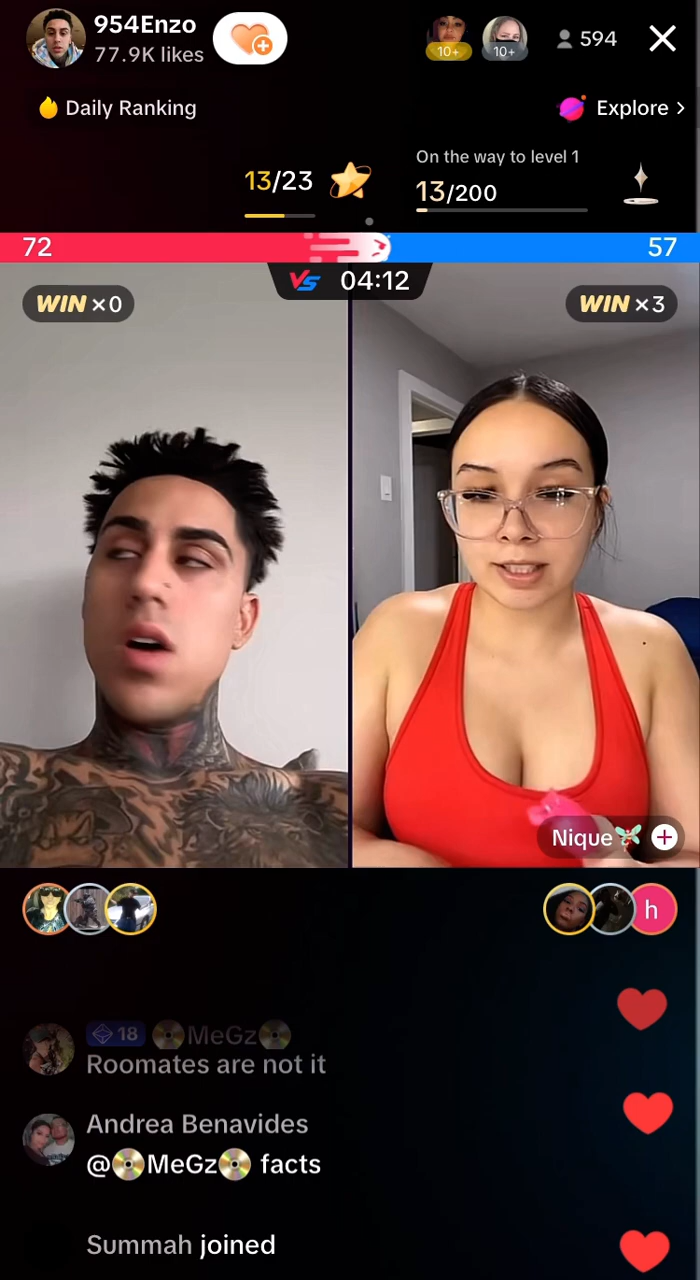 954Enzo
77.9K likes
10+
10+
594
Daily Ranking
Explore
13/23
On the way to level 1
13/200
72
57
VS 04:12
WIN ×0
WIN ×3
Nique
h
18 MeGz
Roomates are not it
Andrea Benavides
@MeGz facts
Summah joined